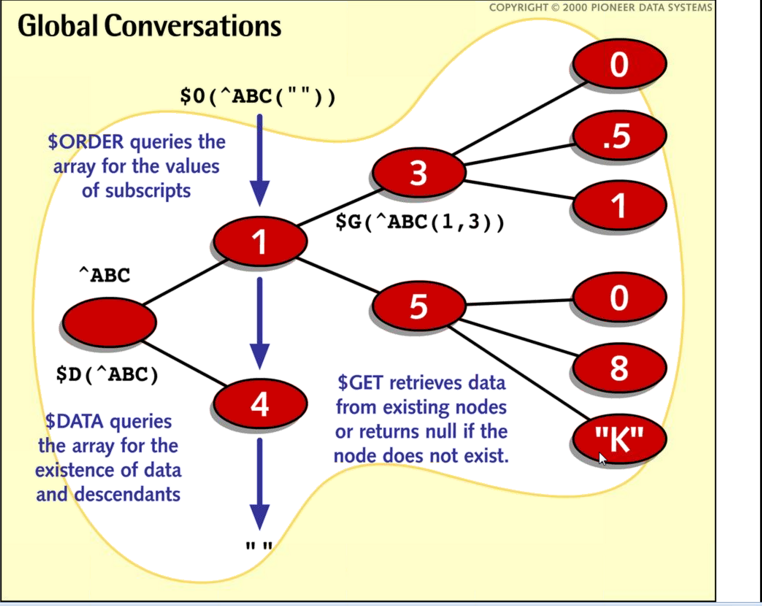 COPYRIGHT © 2000 PIONEER DATA SYSTEMS
Global Conversations
$O(^ABC(""))
$ORDER queries the
array for the values
of subscripts
0
.5
3
1
$G(^ABC(1,3))
1
^ABC
5
0
8
"K"
$D(^ABC)
4
$DATA queries
the array for the
existence of data
and descendants
$GET retrieves data
from existing nodes
or returns null if the
node does not exist.
""